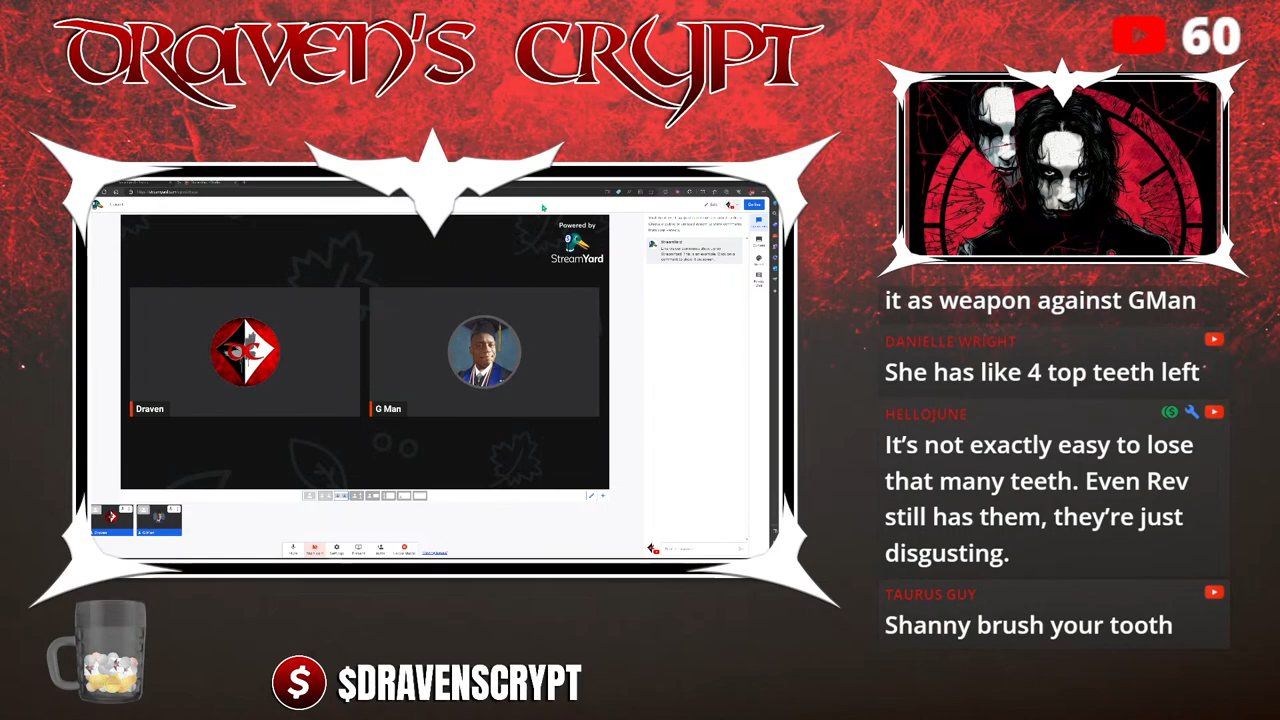 DRAVEN'S CRYPT
60
Powered by
StreamYard
Draven
G Man
it as weapon against GMan
DANIELLE WRIGHT
She has like 4 top teeth left
HELLOJUNE
It's not exactly easy to lose
that many teeth. Even Rev
still has them, they're just
disgusting.
TAURUS GUY
Shanny brush your tooth
$ $DRAVENSCRYPT